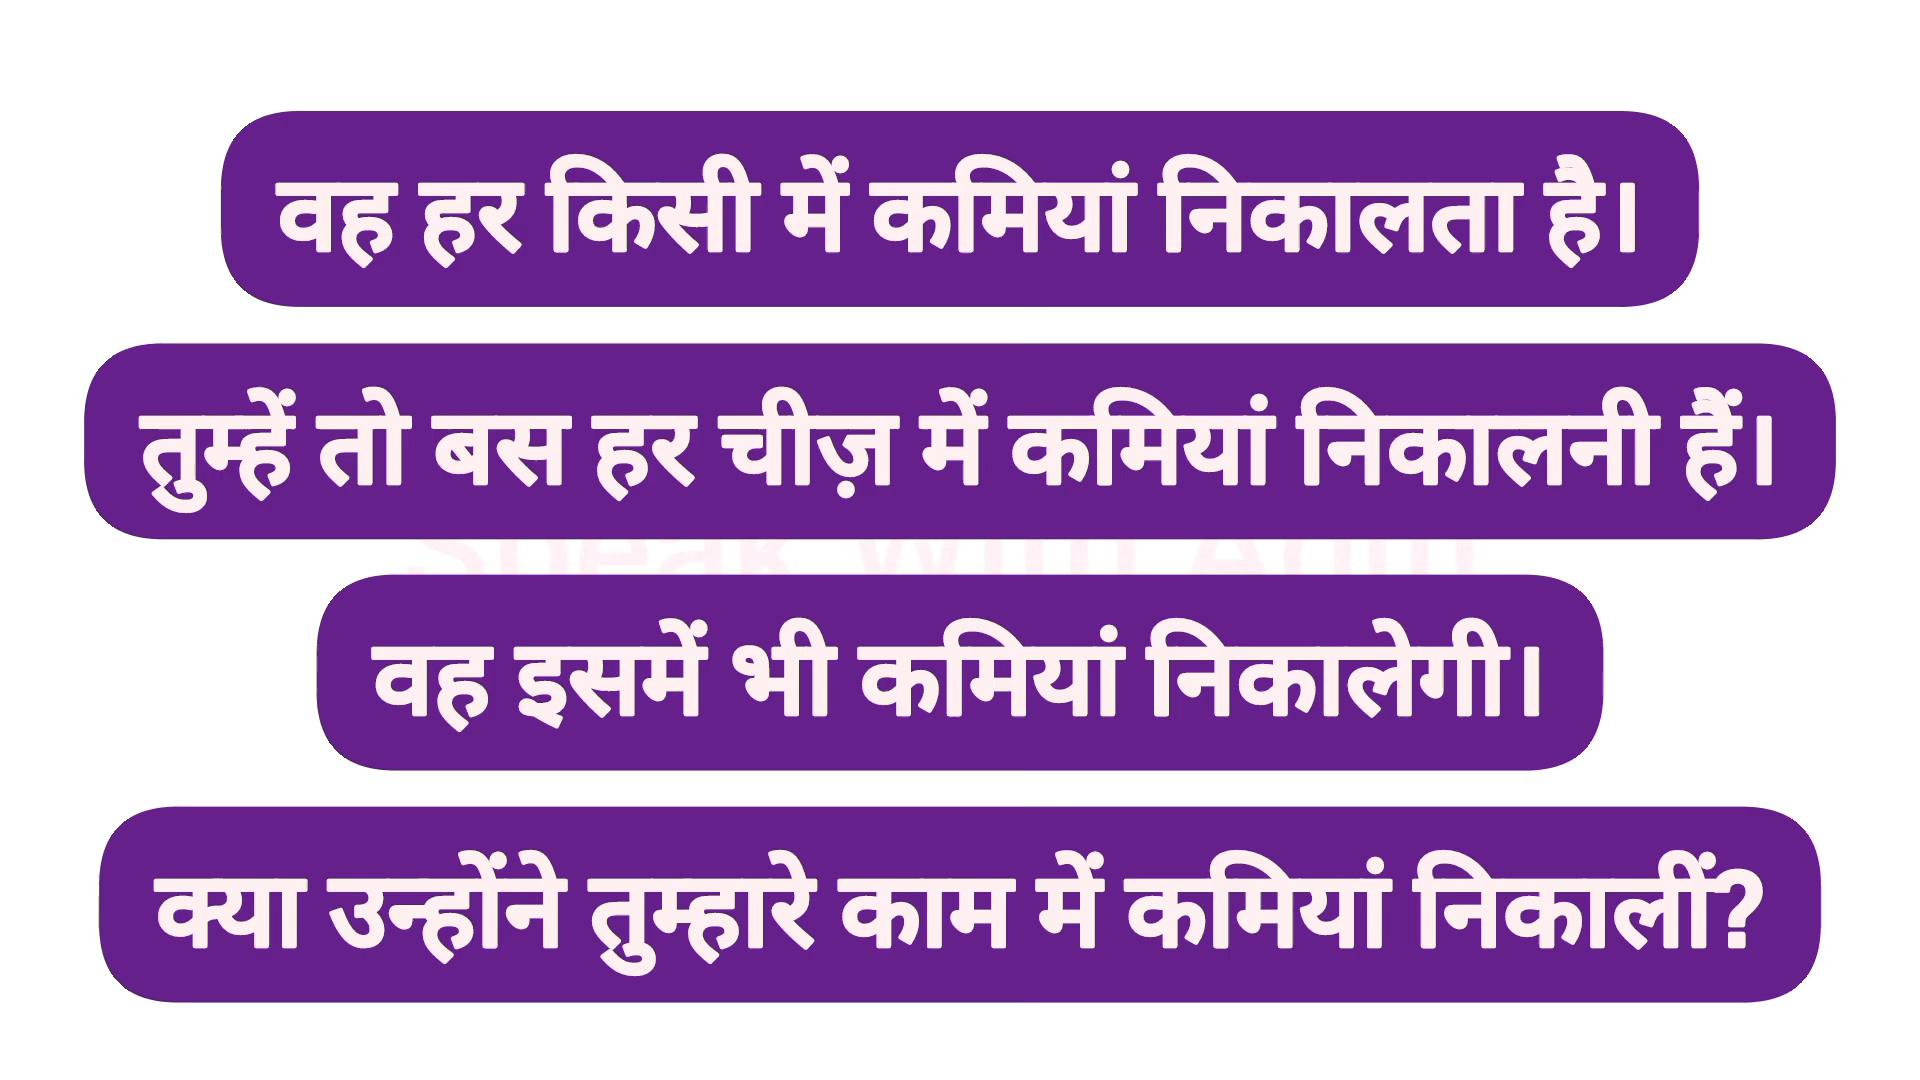 वह हर किसी में कमियां निकालता है।
तुम्हें तो बस हर चीज़ में कमियां निकालनी हैं।
वह इसमें भी कमियां निकालेगी।
क्या उन्होंने तुम्हारे काम में कमियां निकालीं?